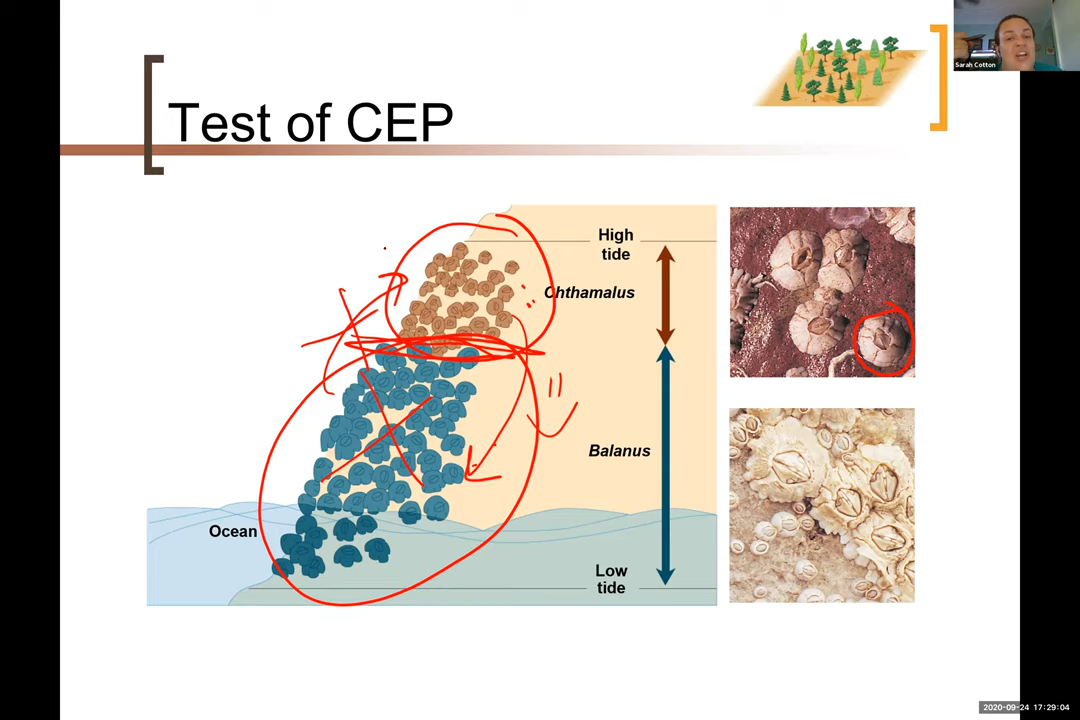 Sarah Cotton
Test of CEP
High
tide
Chthamalus
Balanus
Ocean
Low
tide
2020-09-24 17:29:04